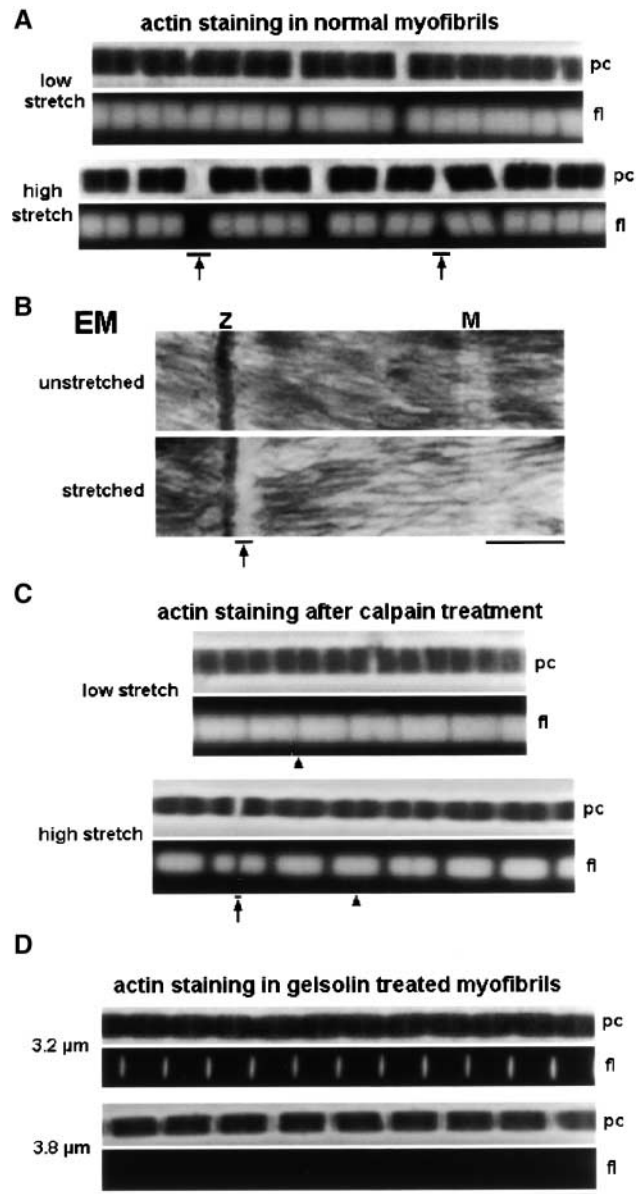 A
actin staining in normal myofibrils
low stretch
pc
fl
high stretch
pc
fl
B
EM
Z
M
unstretched
stretched
C
actin staining after calpain treatment
low stretch
pc
fl
high stretch
pc
fl
D
actin staining in gelsolin treated myofibrils
3.2 µm
pc
fl
3.8 µm
pc
fl